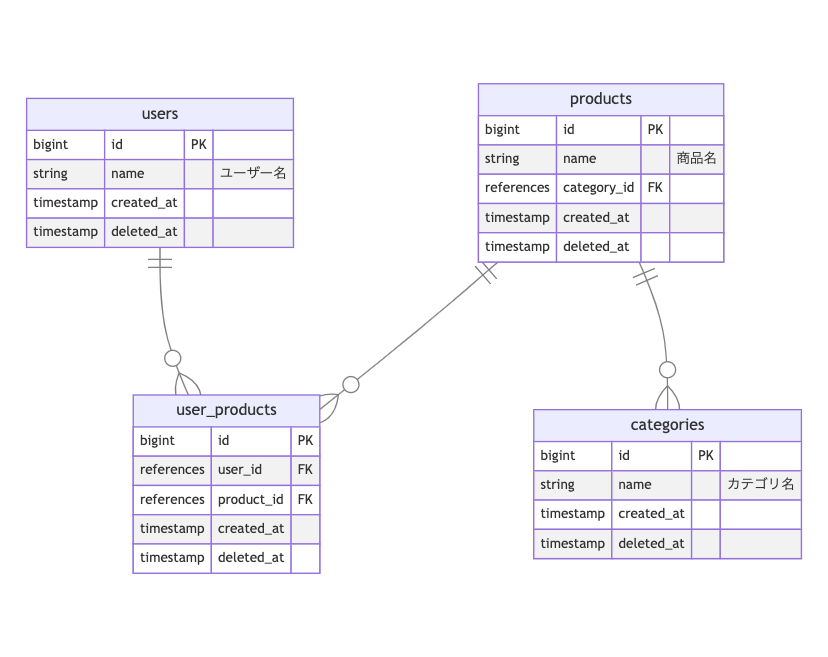 users
bigint id PK
string name ユーザー名
timestamp created_at
timestamp deleted_at
products
bigint id PK
string name 商品名
references category_id FK
timestamp created_at
timestamp deleted_at
user_products
bigint id PK
references user_id FK
references product_id FK
timestamp created_at
timestamp deleted_at
categories
bigint id PK
string name カテゴリ名
timestamp created_at
timestamp deleted_at